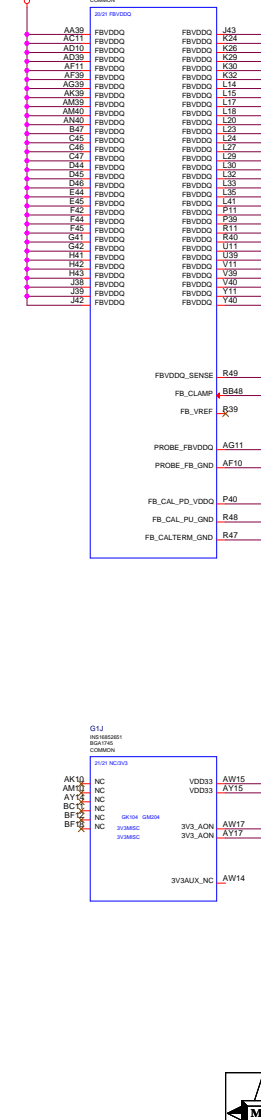 COMMON
20/21 FBVDDQ
AA39 FBVDDQ FBVDDQ J43
AC11 FBVDDQ FBVDDQ K24
AD10 FBVDDQ FBVDDQ K26
AD39 FBVDDQ FBVDDQ K29
AF11 FBVDDQ FBVDDQ K30
AF39 FBVDDQ FBVDDQ K32
AG39 FBVDDQ FBVDDQ L14
AK39 FBVDDQ FBVDDQ L15
AM39 FBVDDQ FBVDDQ L17
AM40 FBVDDQ FBVDDQ L18
AN40 FBVDDQ FBVDDQ L20
B47 FBVDDQ FBVDDQ L23
C45 FBVDDQ FBVDDQ L24
C46 FBVDDQ FBVDDQ L27
C47 FBVDDQ FBVDDQ L29
D44 FBVDDQ FBVDDQ L30
D45 FBVDDQ FBVDDQ L32
D46 FBVDDQ FBVDDQ L33
E44 FBVDDQ FBVDDQ L35
E45 FBVDDQ FBVDDQ L41
F42 FBVDDQ FBVDDQ P11
F44 FBVDDQ FBVDDQ P39
F45 FBVDDQ FBVDDQ R11
G41 FBVDDQ FBVDDQ R40
G42 FBVDDQ FBVDDQ U11
H41 FBVDDQ FBVDDQ U39
H42 FBVDDQ FBVDDQ V11
H43 FBVDDQ FBVDDQ V39
J38 FBVDDQ FBVDDQ V40
J39 FBVDDQ FBVDDQ Y11
J42 FBVDDQ FBVDDQ Y40
FBVDDQ_SENSE R49
FB_CLAMP BB48
FB_VREF R39
PROBE_FBVDDQ AG11
PROBE_FB_GND AF10
FB_CAL_PD_VDDQ P40
FB_CAL_PU_GND R48
FB_CALTERM_GND R47
G1J
INS16852651
BGA1745
COMMON
21/21 NC/3V3
AK10 NC VDD33 AW15
AM10 NC VDD33 AY15
AY14 NC
BC11 NC
BF12 NC GK104 GM204
BF18 NC 3V3MISC 3V3_AON AW17
3V3MISC 3V3_AON AY17
3V3AUX_NC AW14